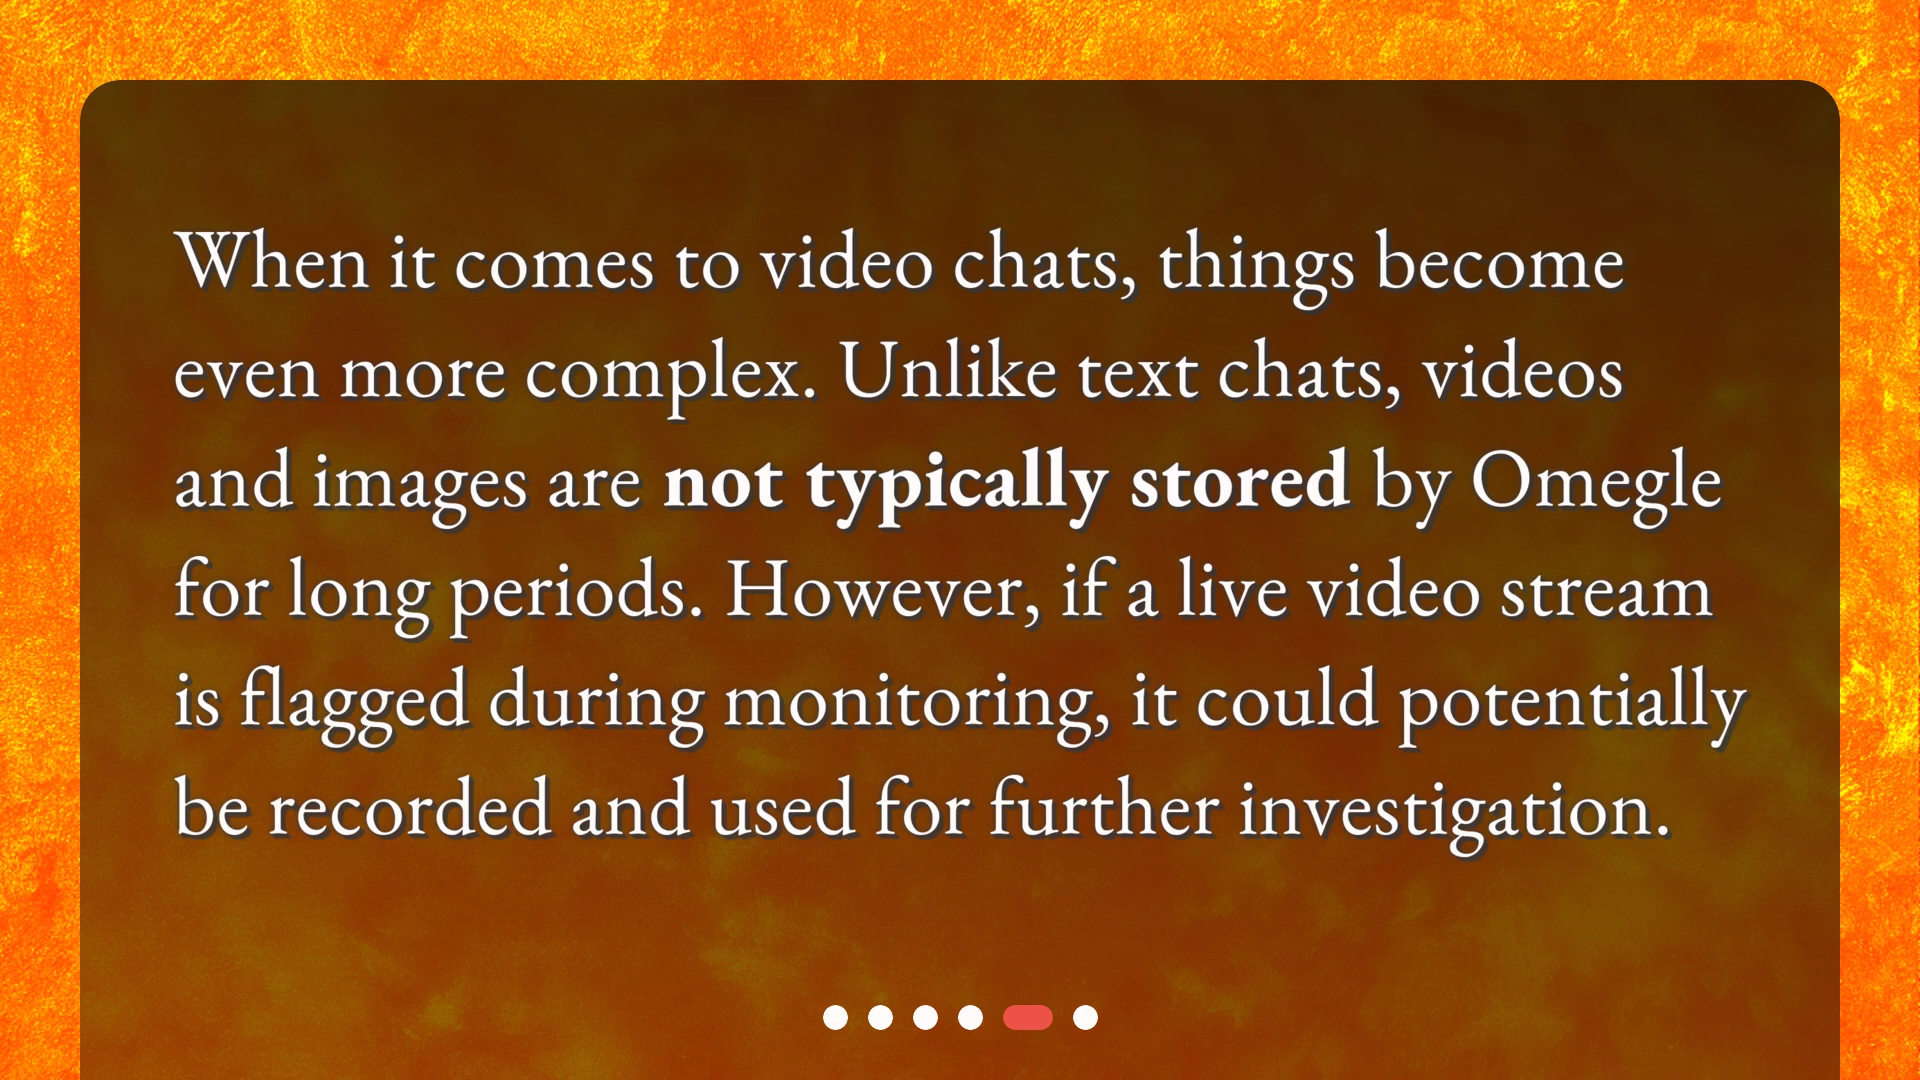 When it comes to video chats, things become
even more complex. Unlike text chats, videos
and images are not typically stored by Omegle
for long periods. However, if a live video stream
is flagged during monitoring, it could potentially
be recorded and used for further investigation.